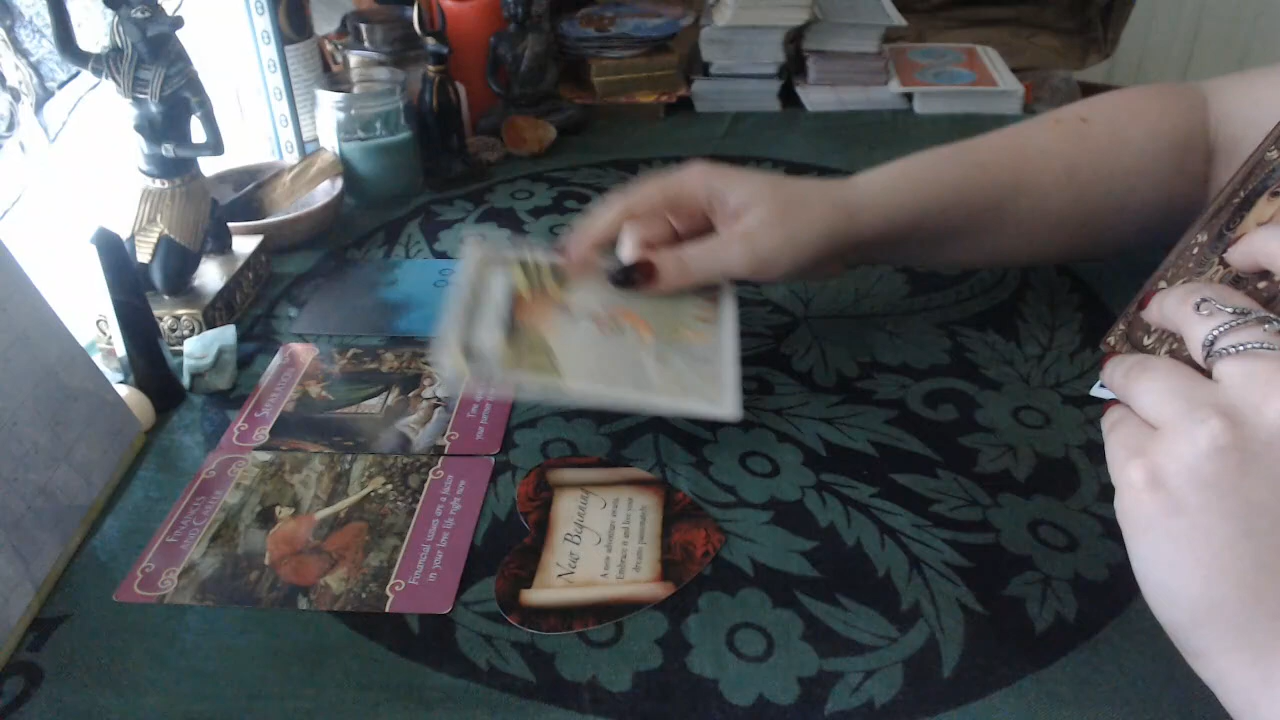 SEPARATION
Time
your partner
FINANCES
AND CAREER
Financial issues are a factor
in your love life right now.
New Beginning
A new adventure awaits.
Embrace it and live your
dreams passionately